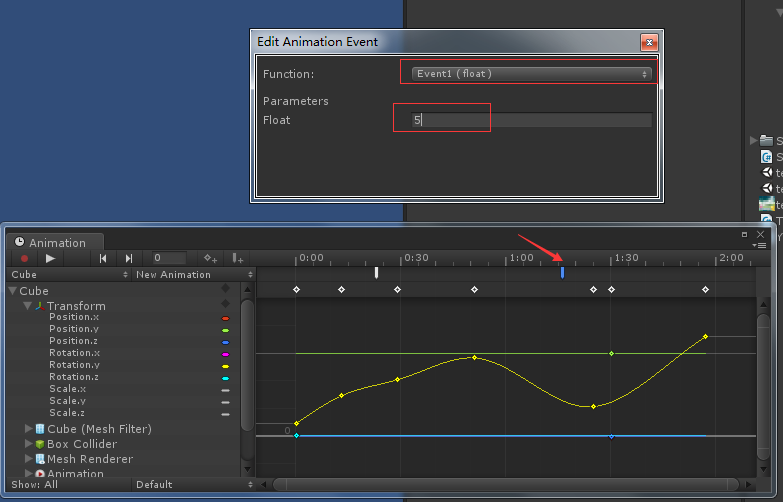 Edit Animation Event
Function: Event1 (float)
Parameters
Float 5
Animation
0 0:00 0:30 1:00 1:30 2:00
Cube New Animation
Cube
Transform
Position.x
Position.y
Position.z
Rotation.x
Rotation.y
Rotation.z
Scale.x
Scale.y
Scale.z
0
Cube (Mesh Filter)
Box Collider
Mesh Renderer
Animation
Show: All Default